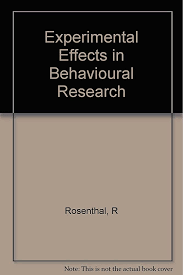 Experimental
Effects in
Behavioural
Research
Rosenthal, R
Note: This is not the actual book cover